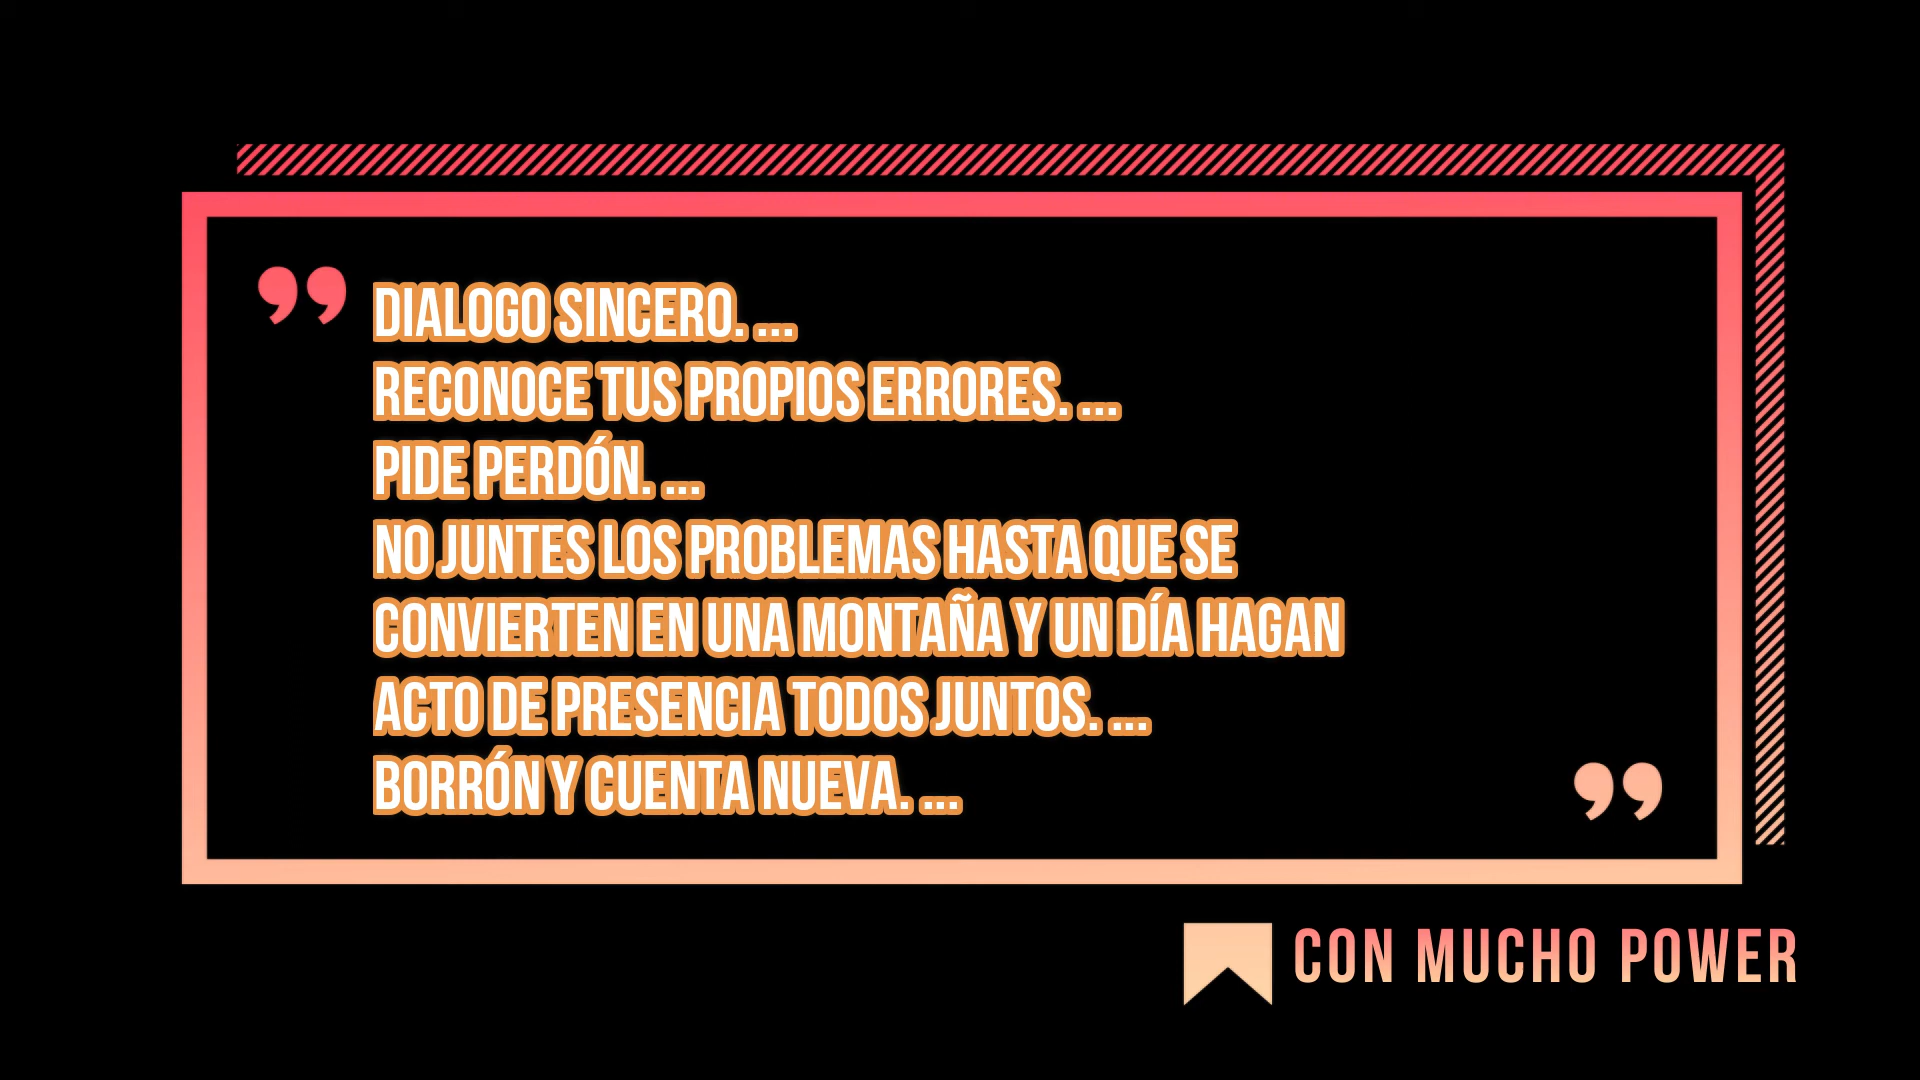 DIALOGO SINCERO. ...
RECONOCE TUS PROPIOS ERRORES. ...
PIDE PERDÓN. ...
NO JUNTES LOS PROBLEMAS HASTA QUE SE
CONVIERTEN EN UNA MONTAÑA Y UN DÍA HAGAN
ACTO DE PRESENCIA TODOS JUNTOS. ...
BORRÓN Y CUENTA NUEVA. ...
CON MUCHO POWER